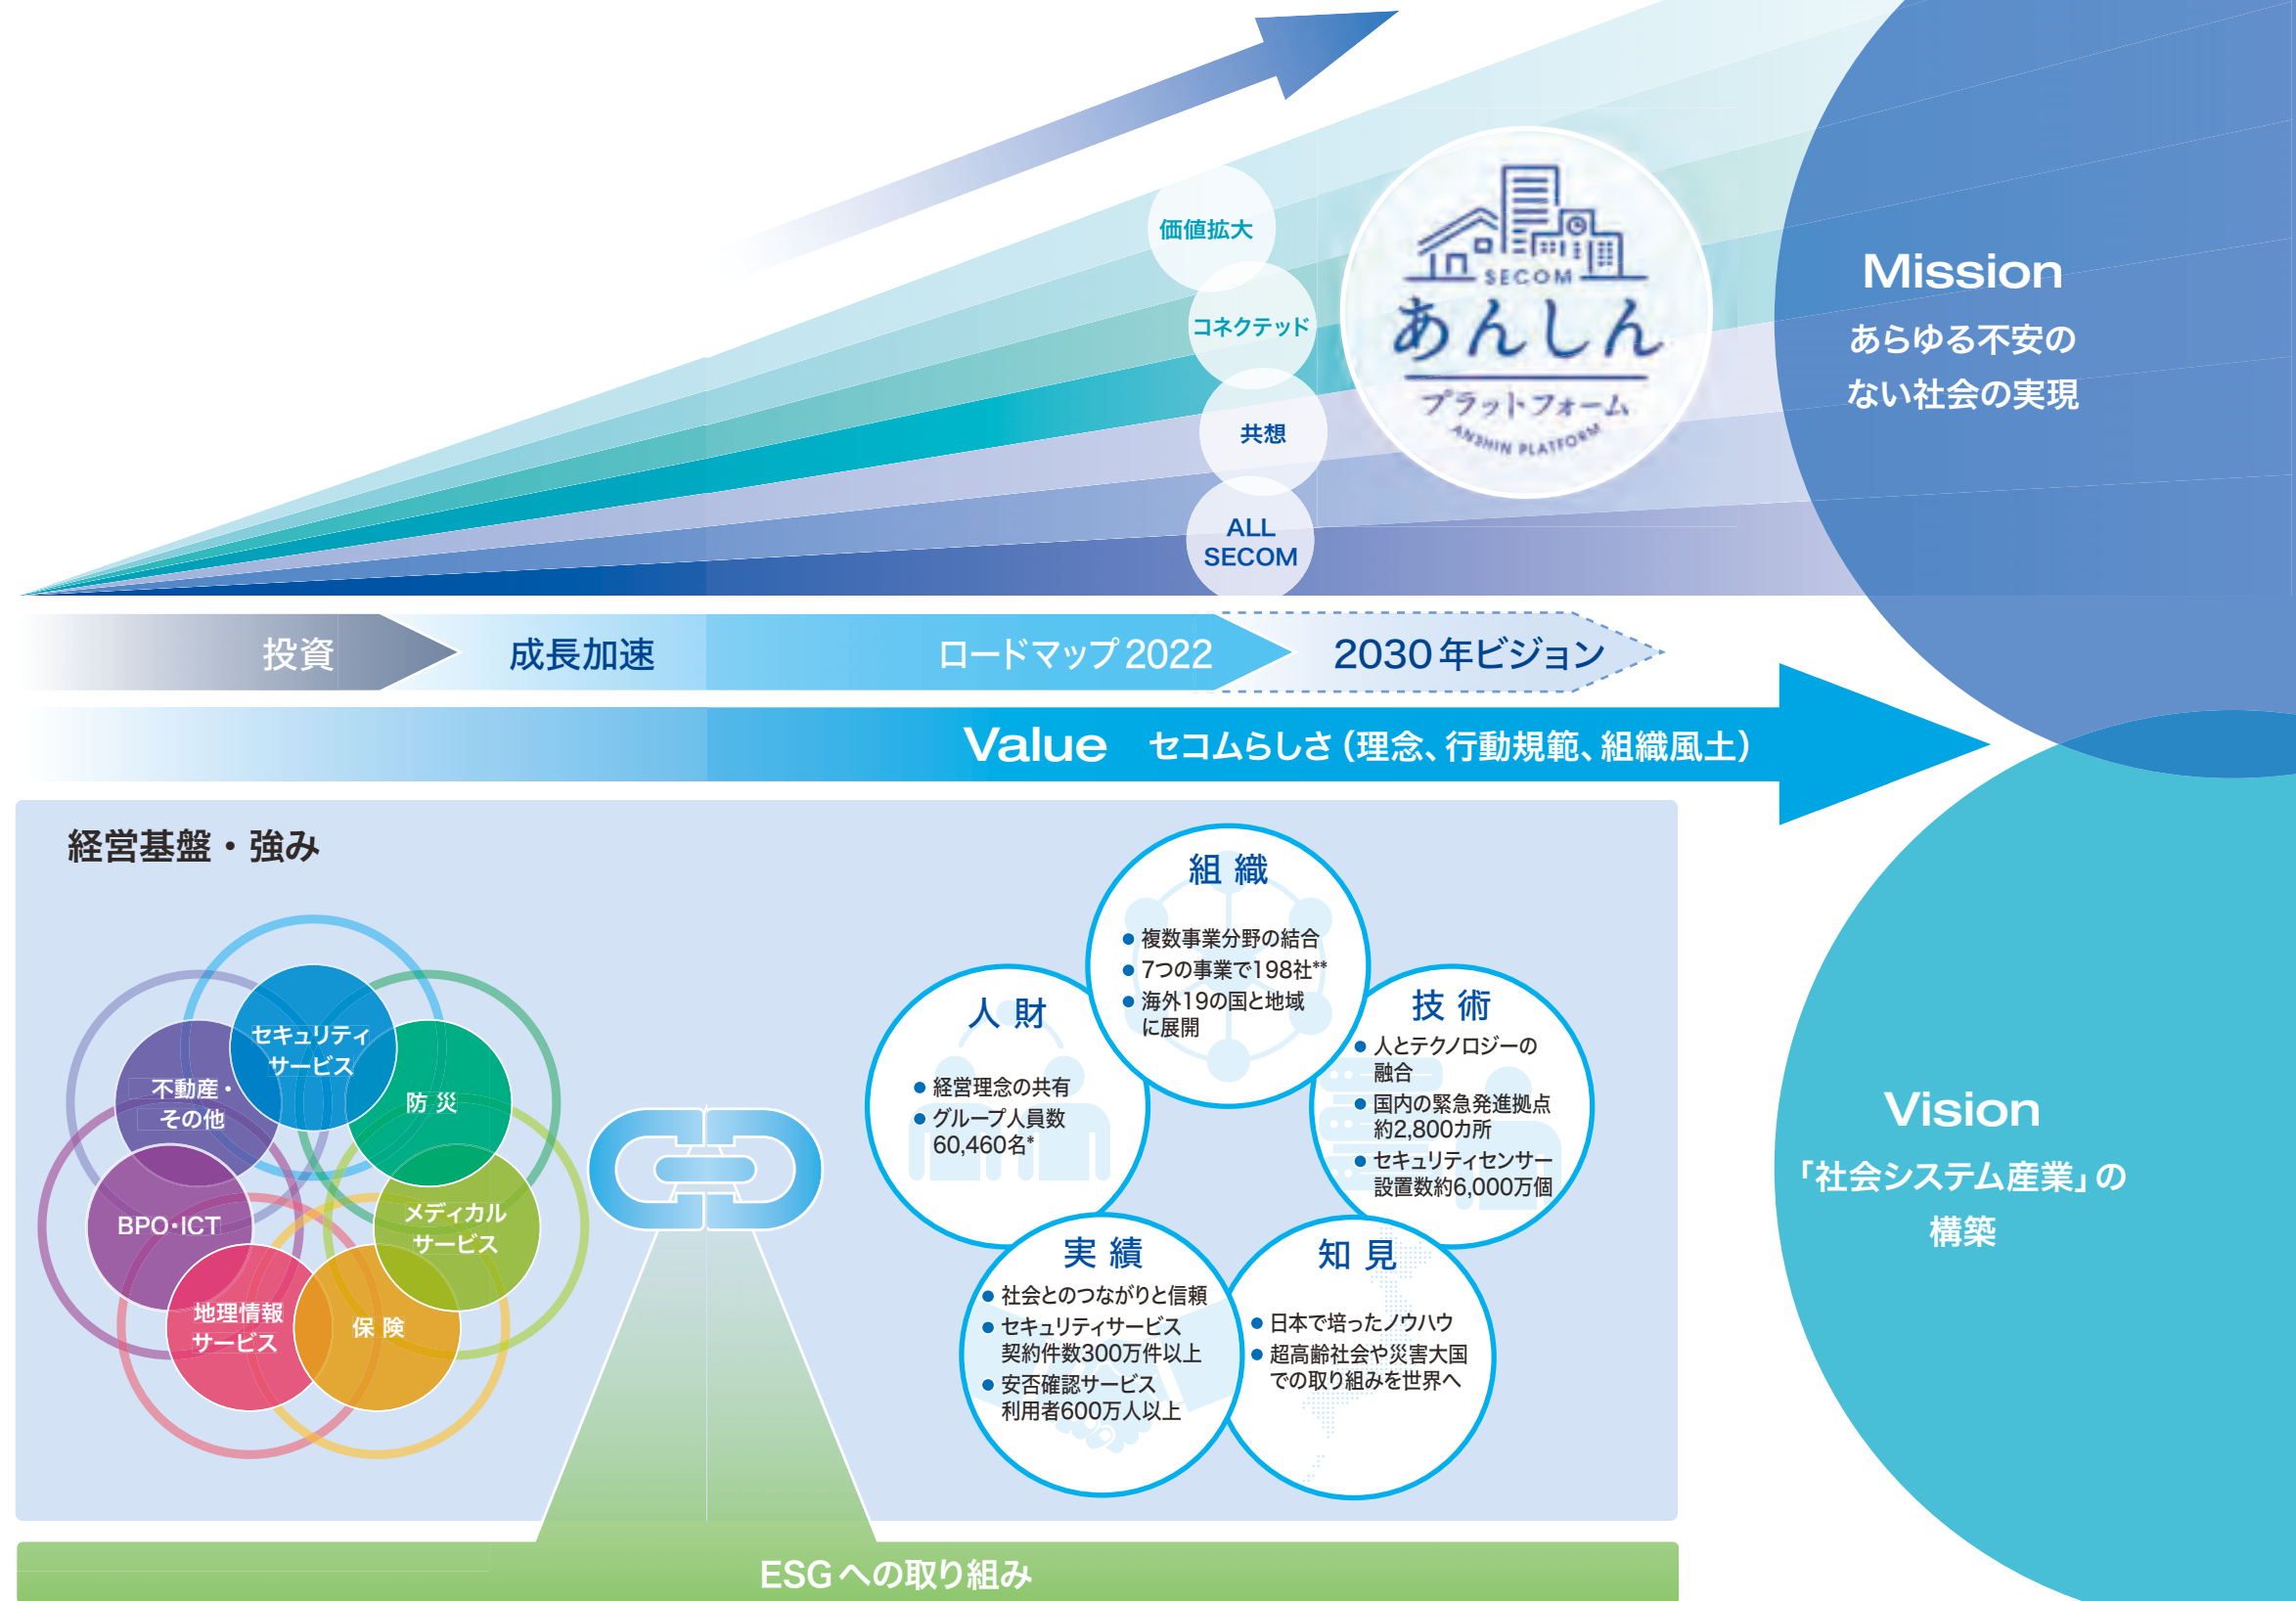 価値拡大
コネクテッド
共想
ALL
SECOM
SECOM
あんしん
プラットフォーム
ANSHIN PLATFORM
Mission
あらゆる不安の
ない社会の実現
投資
成長加速
ロードマップ 2022
2030年ビジョン
Value セコムらしさ（理念、行動規範、組織風土）
経営基盤・強み
セキュリティ
サービス
不動産・
その他
防 災
BPO・ICT
メディカル
サービス
地理情報
サービス
保 険
組 織
● 複数事業分野の結合
● 7つの事業で198社**
● 海外19の国と地域
に展開
人 財
● 経営理念の共有
● グループ人員数
60,460名*
技 術
● 人とテクノロジーの
融合
● 国内の緊急発進拠点
約2,800カ所
● セキュリティセンサー
設置数約6,000万個
実 績
● 社会とのつながりと信頼
● セキュリティサービス
契約件数300万件以上
● 安否確認サービス
利用者600万人以上
知 見
● 日本で培ったノウハウ
● 超高齢社会や災害大国
での取り組みを世界へ
Vision
「社会システム産業」の
構築
ESGへの取り組み